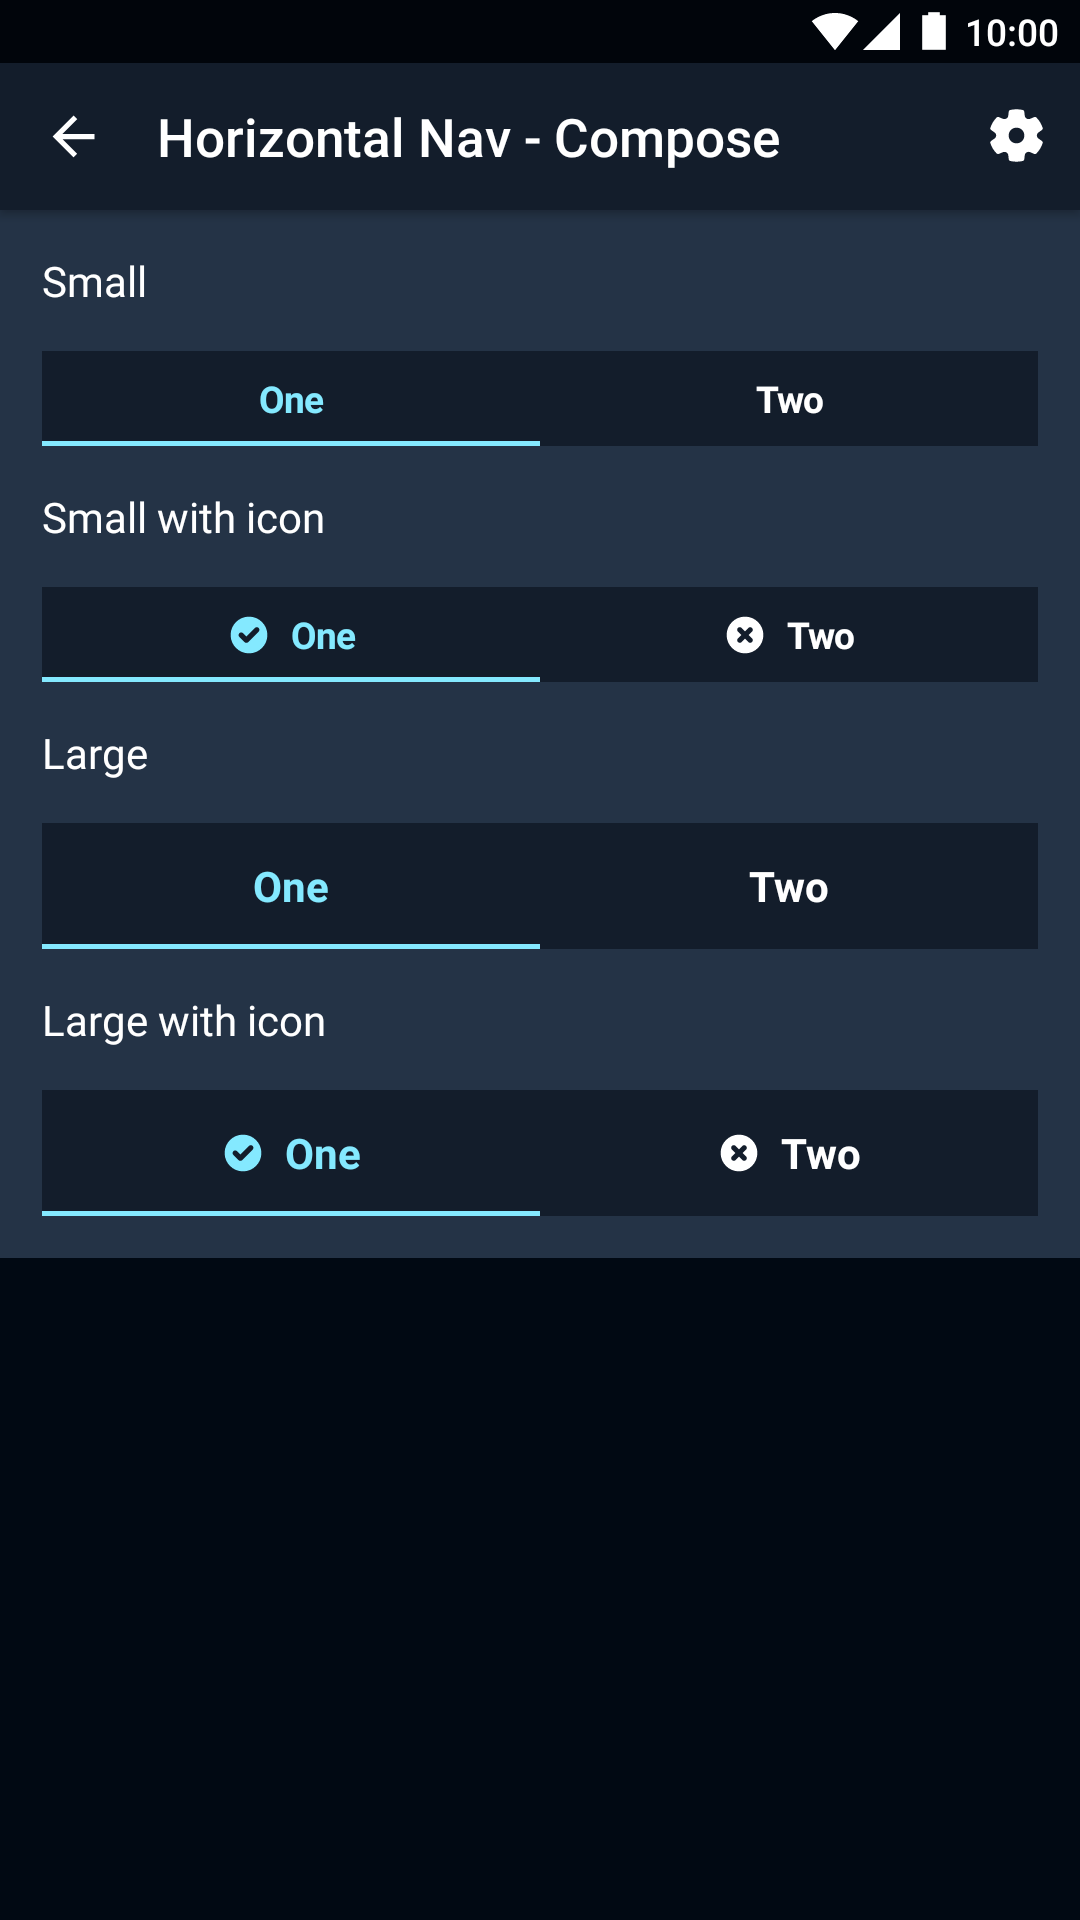 10:00
Horizontal Nav - Compose
Small
One Two
Small with icon
One Two
Large
One Two
Large with icon
One Two